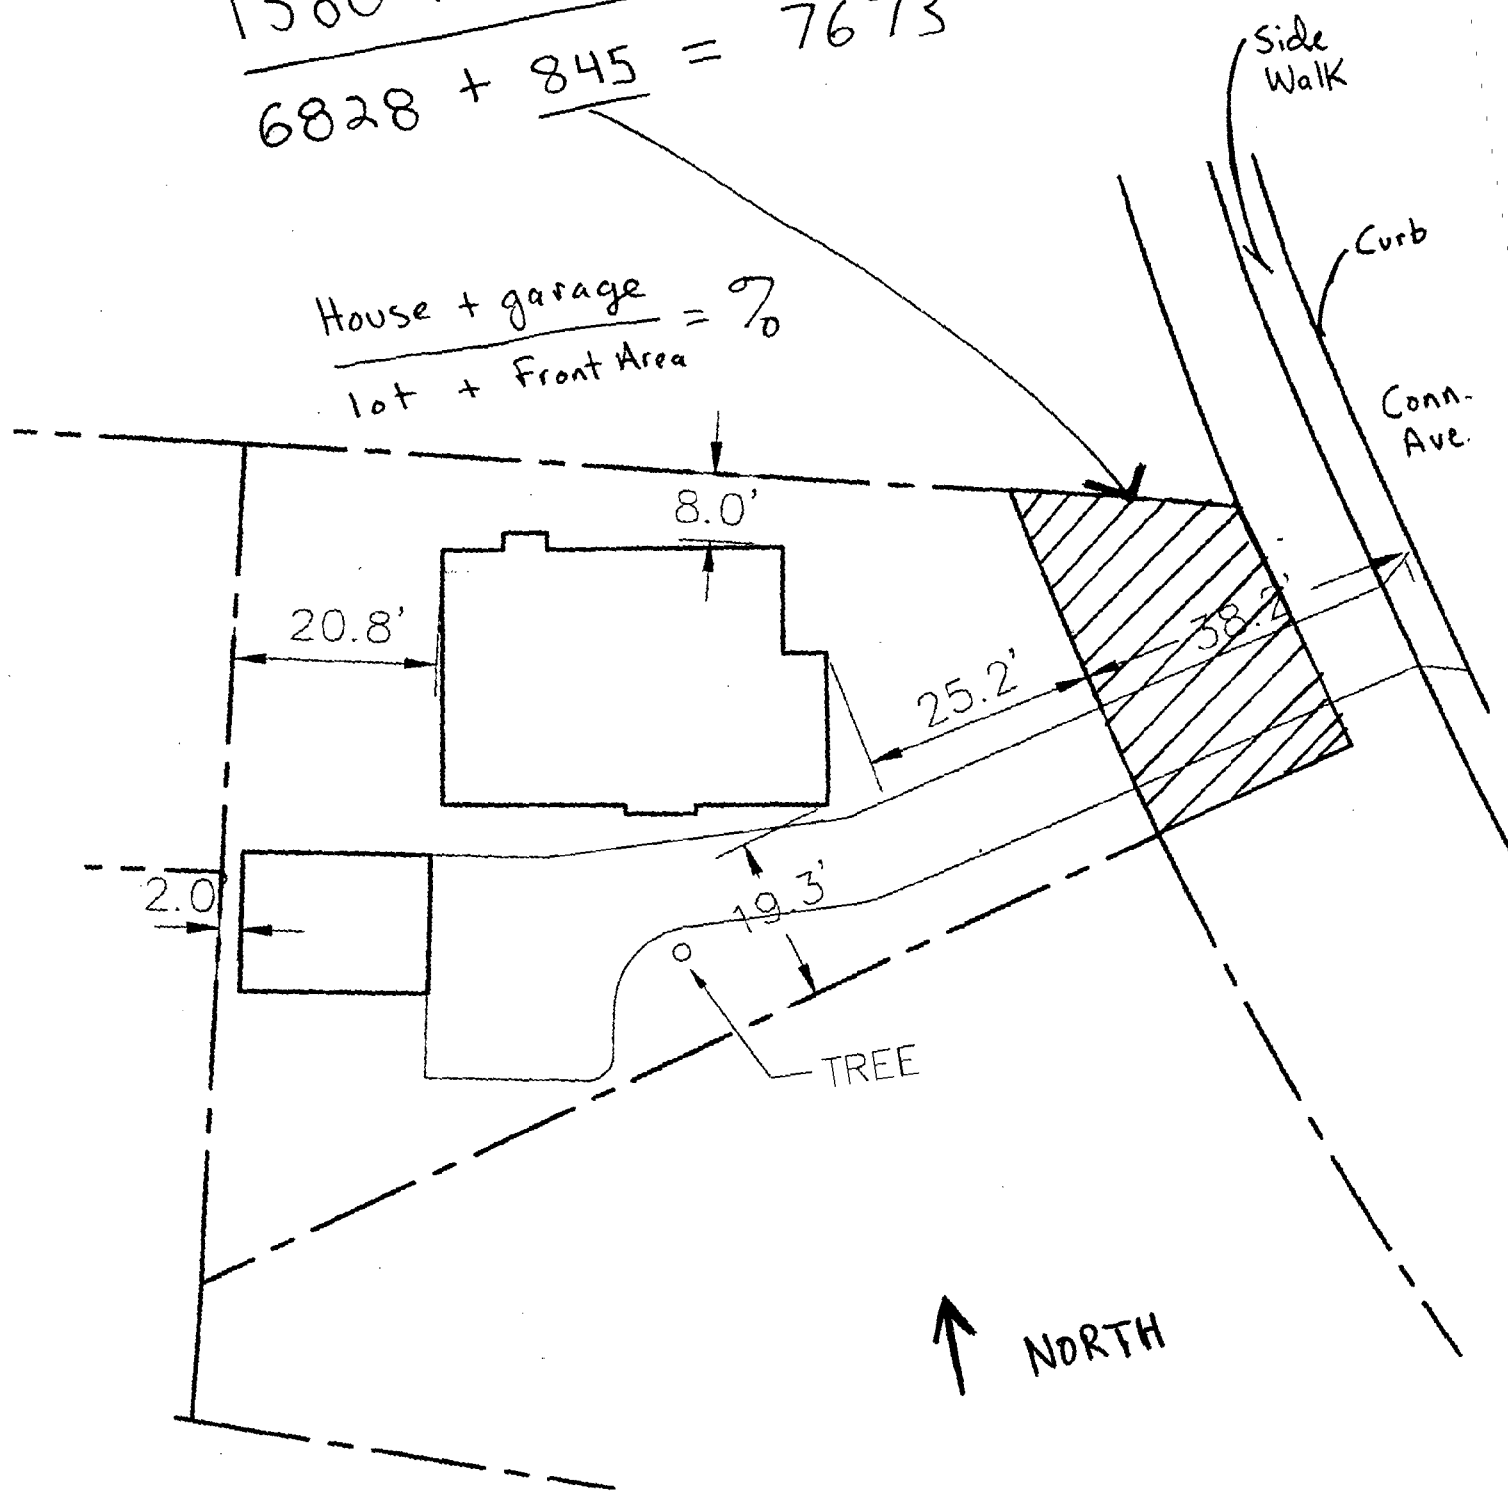 6828 + 845 = 7673
Side
Walk
Curb
House + garage = %
lot + Front Area
Conn.
Ave.
8.0'
20.8'
38.2'
25.2'
2.0
19.3'
TREE
NORTH